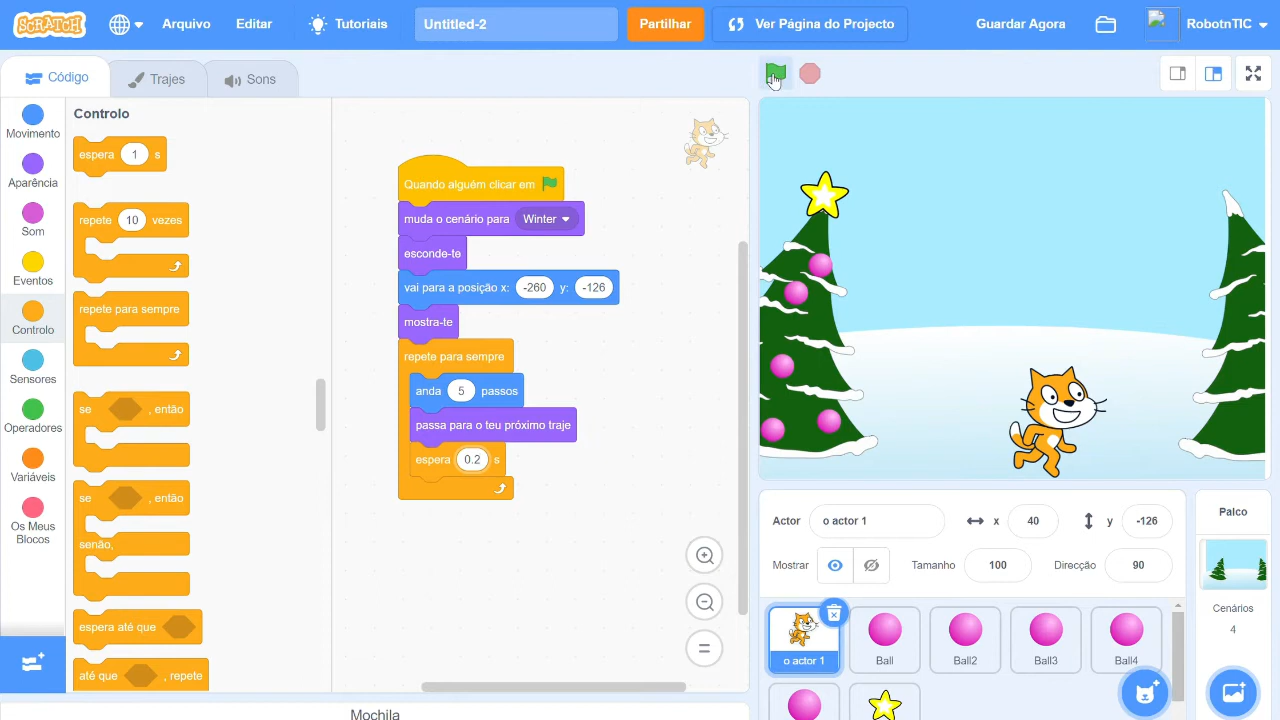 SCRATCH
Arquivo
Editar
Tutoriais
Untitled-2
Partilhar
Ver Página do Projecto
Guardar Agora
RobotnTIC
Código
Trajes
Sons
Movimento
Aparência
Som
Eventos
Controlo
Sensores
Operadores
Variáveis
Os Meus
Blocos
Controlo
espera 1 s
repete 10 vezes
repete para sempre
se , então
se , então
senão,
espera até que
até que , repete
Quando alguém clicar em
muda o cenário para Winter
esconde-te
vai para a posição x: -260 y: -126
mostra-te
repete para sempre
anda 5 passos
passa para o teu próximo traje
espera 0.2 s
Mochila
Actor o actor 1 x 40 y -126
Mostrar Tamanho 100 Direcção 90
o actor 1
Ball
Ball2
Ball3
Ball4
Palco
Cenários
4